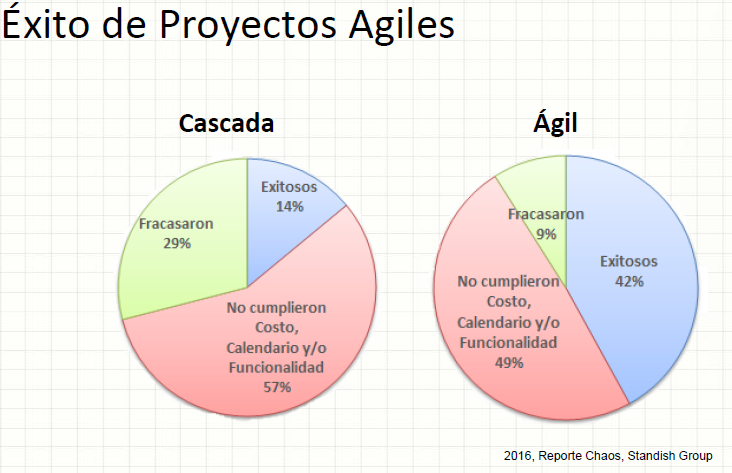 Éxito de Proyectos Agiles
Cascada
Exitosos
14%
Fracasaron
29%
No cumplieron
Costo,
Calendario y/o
Funcionalidad
57%
Ágil
Fracasaron
9%
Exitosos
42%
No cumplieron
Costo,
Calendario y/o
Funcionalidad
49%
2016, Reporte Chaos, Standish Group